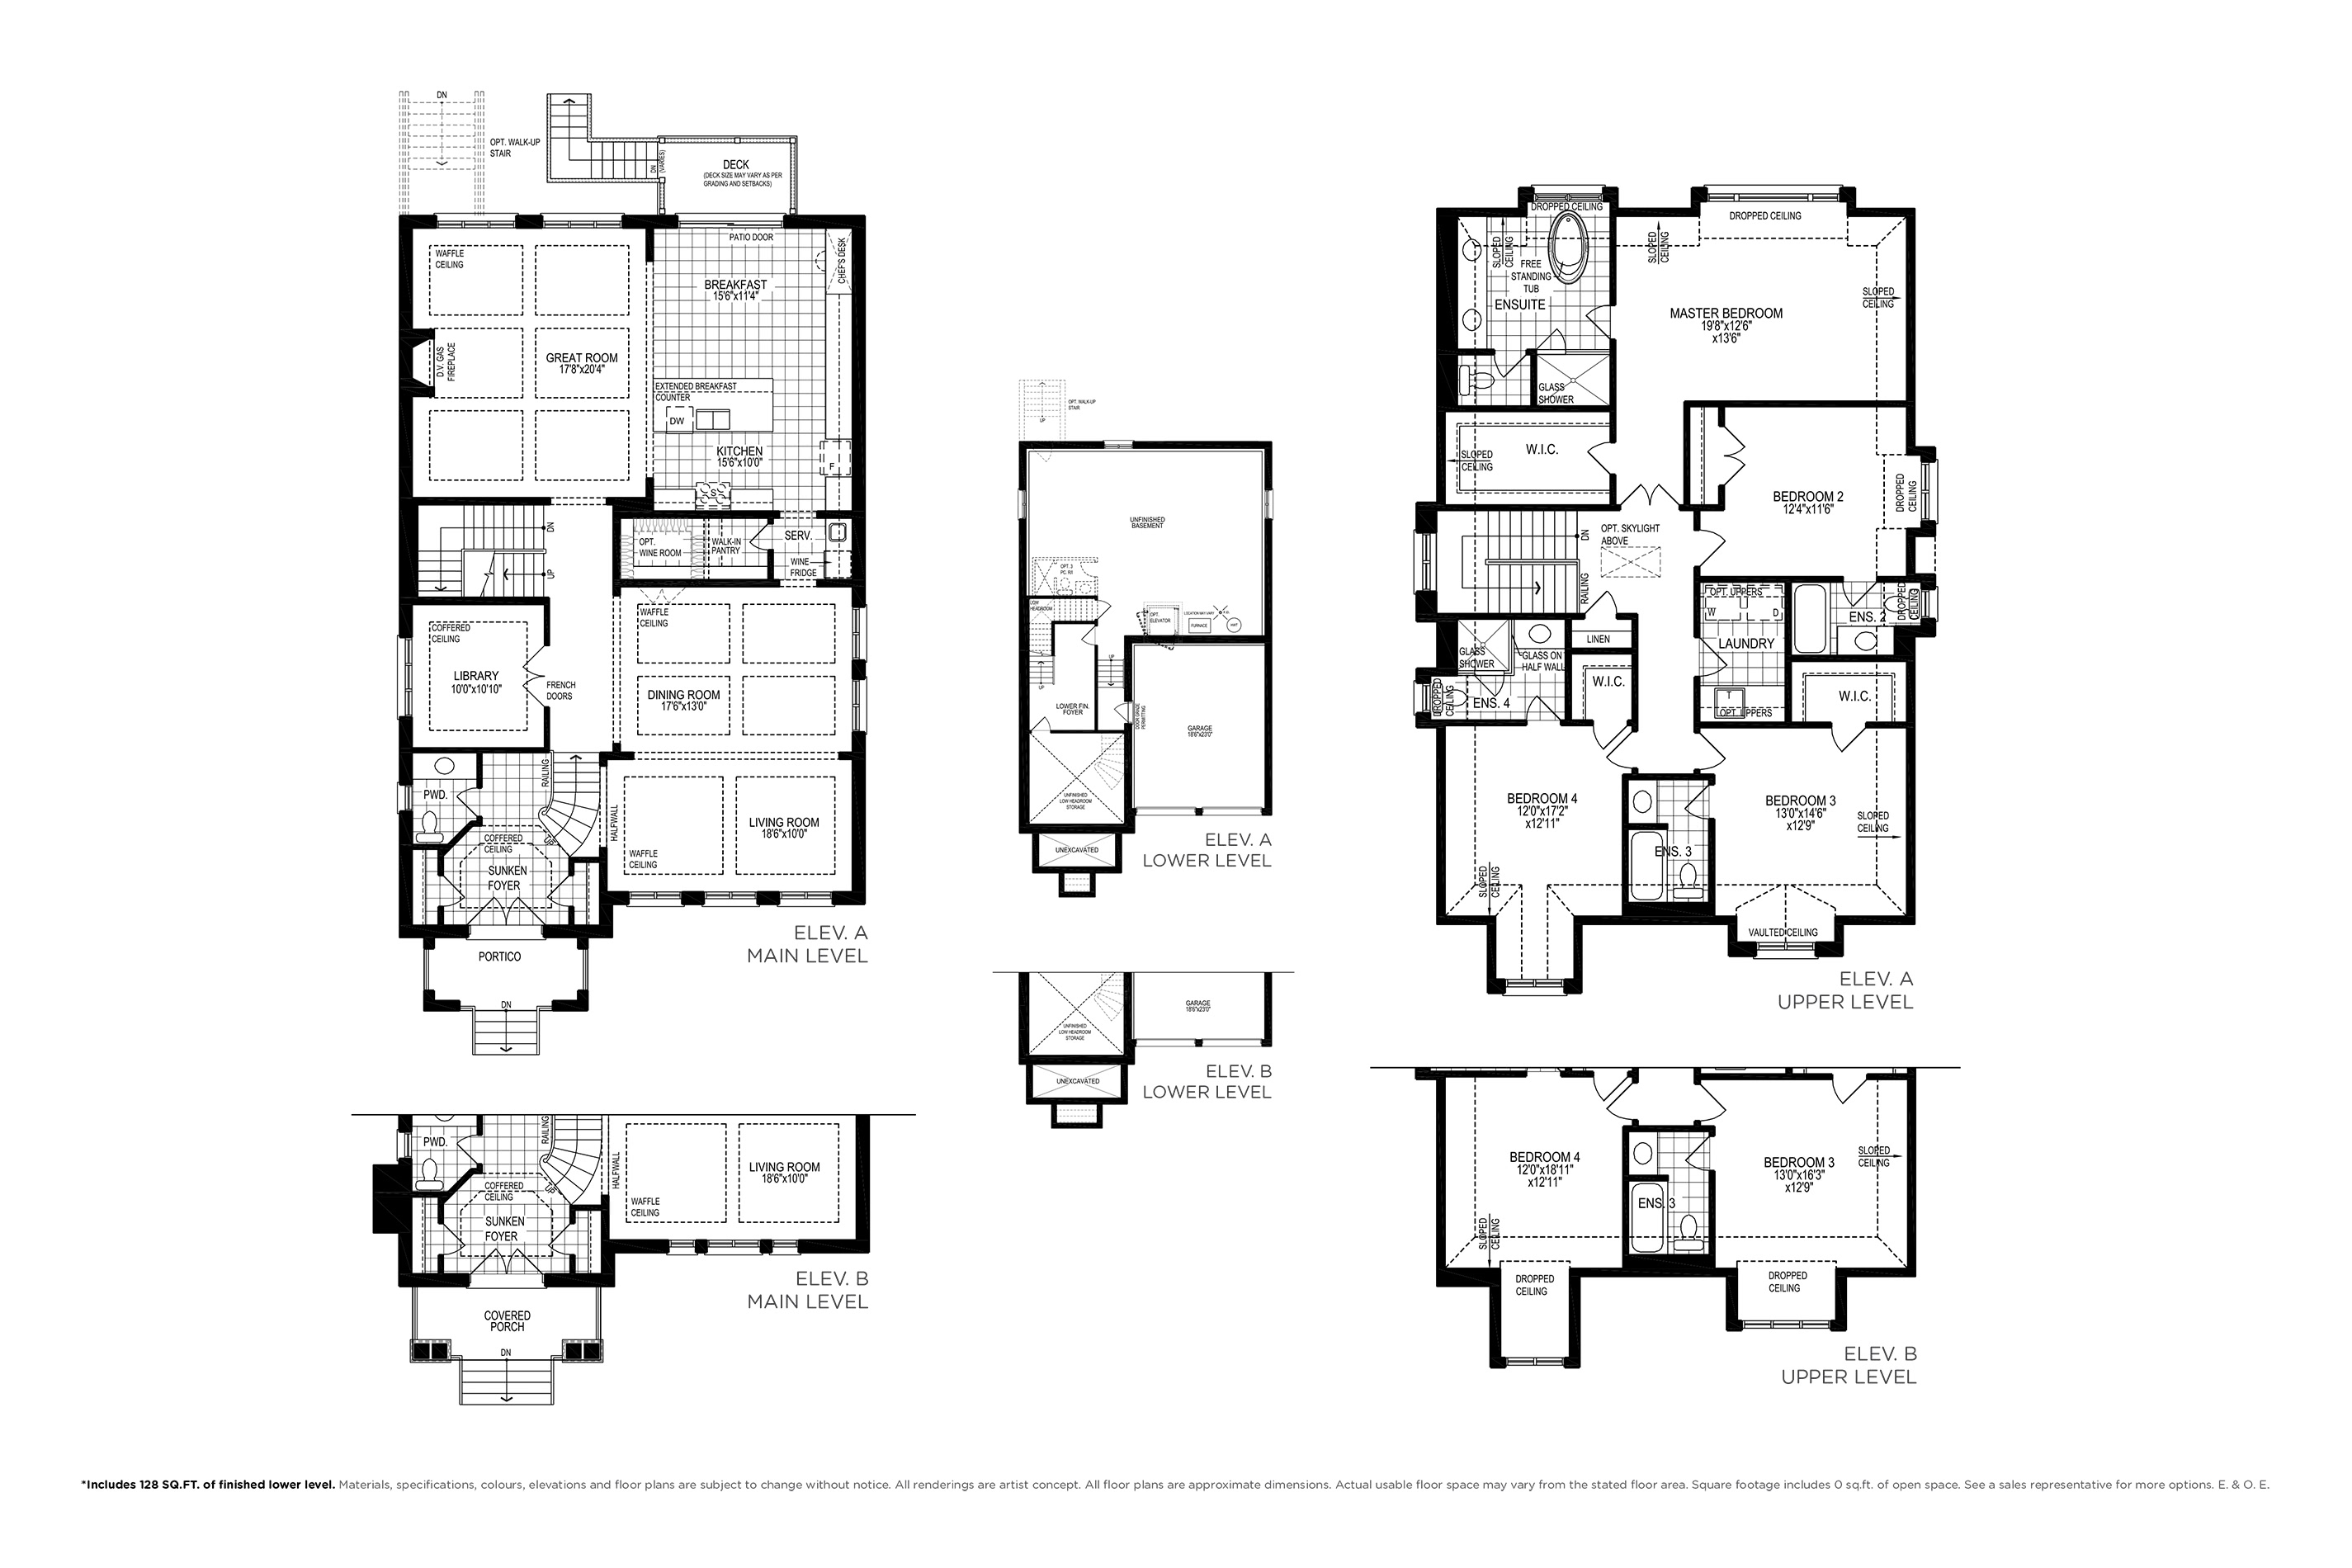 DN
OPT. WALK-UP
STAIR
DN
(VARIES)
DECK
(DECK SIZE MAY VARY AS PER
GRADING AND SETBACKS)
PATIO DOOR
WAFFLE
CEILING
CHEF'S DESK
BREAKFAST
15'6"x11'4"
D.V. GAS
FIREPLACE
GREAT ROOM
17'8"x20'4"
EXTENDED BREAKFAST
COUNTER
DW
KITCHEN
15'6"x10'0"
F
S
DN
UP
OPT.
WINE ROOM
WALK-IN
PANTRY
SERV.
WINE
FRIDGE
COFFERED
CEILING
WAFFLE
CEILING
LIBRARY
10'0"x10'10"
FRENCH
DOORS
DINING ROOM
17'6"x13'0"
RAILING
PWD.
HALFWALL
LIVING ROOM
18'6"x10'0"
COFFERED
CEILING
UP
WAFFLE
CEILING
SUNKEN
FOYER
PORTICO
DN
ELEV. A
MAIN LEVEL
RAILING
PWD.
HALFWALL
LIVING ROOM
18'6"x10'0"
COFFERED
CEILING
UP
WAFFLE
CEILING
SUNKEN
FOYER
COVERED
PORCH
DN
ELEV. B
MAIN LEVEL
UP
OPT. WALK-UP
STAIR
UNFINISHED
BASEMENT
OPT. 3
PC. R/I
LOW
HEADROOM
OPT.
ELEVATOR
LOCATION MAY VARY
F.D.
FURNACE
HWT
UP
UP
LOWER FIN.
FOYER
DOOR GRADE
PERMITTING
GARAGE
18'6"x23'0"
UNFINISHED
LOW HEADROOM
STORAGE
UNEXCAVATED
ELEV. A
LOWER LEVEL
GARAGE
18'6"x23'0"
UNFINISHED
LOW HEADROOM
STORAGE
UNEXCAVATED
ELEV. B
LOWER LEVEL
DROPPED CEILING
DROPPED CEILING
SLOPED
CEILING
SLOPED
CEILING
FREE
STANDING
TUB
ENSUITE
SLOPED
CEILING
MASTER BEDROOM
19'8"x12'6"
x13'6"
GLASS
SHOWER
W.I.C.
SLOPED
CEILING
BEDROOM 2
12'4"x11'6"
DROPPED
CEILING
DN
OPT. SKYLIGHT
ABOVE
RAILING
OPT. UPPERS
W
D
ENS. 2
DROPPED
CEILING
LAUNDRY
LINEN
GLASS
SHOWER
GLASS ON
HALF WALL
W.I.C.
W.I.C.
DROPPED
CEILING
ENS. 4
OPT. UPPERS
BEDROOM 4
12'0"x17'2"
x12'11"
BEDROOM 3
13'0"x14'6"
x12'9"
SLOPED
CEILING
ENS. 3
SLOPED
CEILING
VAULTED CEILING
ELEV. A
UPPER LEVEL
BEDROOM 4
12'0"x18'11"
x12'11"
BEDROOM 3
13'0"x16'3"
x12'9"
SLOPED
CEILING
ENS. 3
SLOPED
CEILING
DROPPED
CEILING
DROPPED
CEILING
ELEV. B
UPPER LEVEL
*Includes 128 SQ.FT. of finished lower level. Materials, specifications, colours, elevations and floor plans are subject to change without notice. All renderings are artist concept. All floor plans are approximate dimensions. Actual usable floor space may vary from the stated floor area. Square footage includes 0 sq.ft. of open space. See a sales representative for more options. E. & O. E.